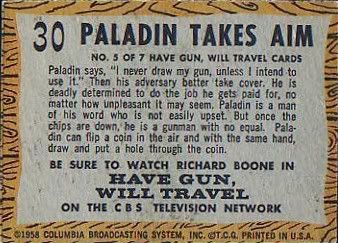 30 PALADIN TAKES AIM
NO. 5 OF 7 HAVE GUN, WILL TRAVEL CARDS
Paladin says, "I never draw my gun, unless I intend to
use it." Then his adversary better take cover. He is
deadly determined to do the job he gets paid for, no
matter how unpleasant it may seem. Paladin is a man
of his word who is not easily upset. But once the
chips are down, he is a gunman with no equal. Pala-
din can flip a coin in the air and with the same hand,
draw and put a hole through the coin.
BE SURE TO WATCH RICHARD BOONE IN
HAVE GUN,
WILL TRAVEL
ON THE CBS TELEVISION NETWORK
©1958 COLUMBIA BROADCASTING SYSTEM, INC. ©T.C.G. PRINTED IN U.S.A.